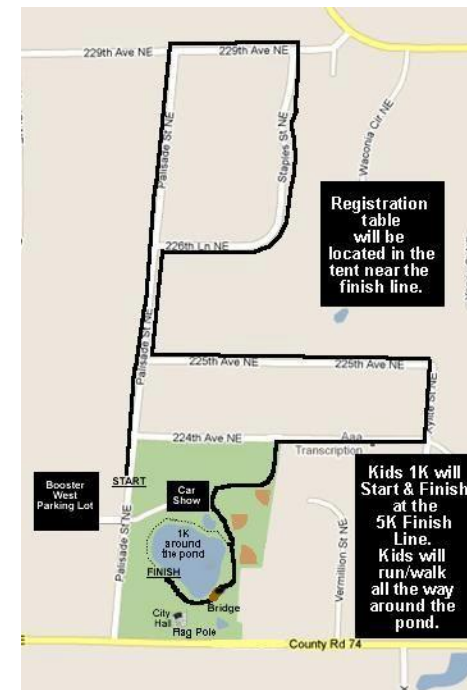 229th Ave NE
229th Ave NE
Palisade St NE
Staples St NE
Waconia Cir NE
Registration
table
will be
located in the
tent near the
finish line.
226th Ln NE
Palisade St NE
225th Ave NE
225th Ave NE
Xylite St NE
224th Ave NE
Aaa
Transcription
START
Booster
West
Parking Lot
Car
Show
Kids 1K will
Start & Finish
at the
5K Finish
Line.
Kids will
run/walk
all the way
around the
pond.
1K
around
the pond
FINISH
Palisade St NE
Vermillion St NE
Bridge
City
Hall
Flag Pole
County Rd 74